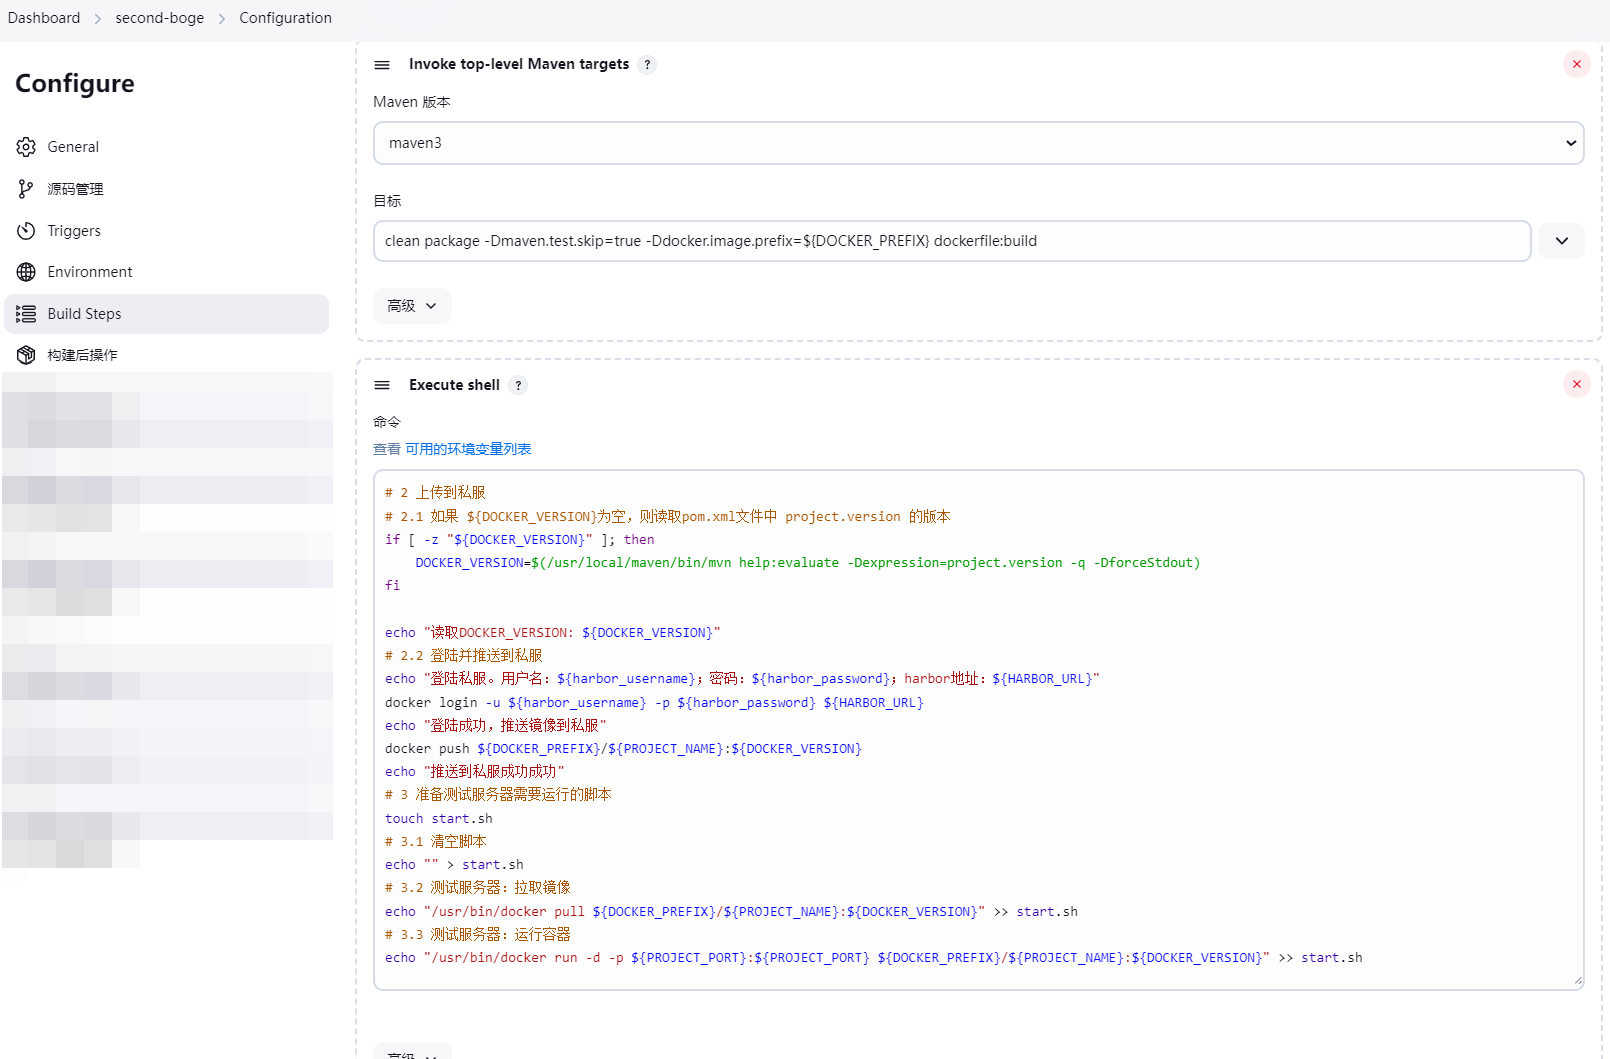 Dashboard > second-boge > Configuration
Configure
General
源码管理
Triggers
Environment
Build Steps
构建后操作
Invoke top-level Maven targets ?
Maven 版本
maven3
目标
clean package -Dmaven.test.skip=true -Ddocker.image.prefix=${DOCKER_PREFIX} dockerfile:build
高级
Execute shell ?
命令
查看 可用的环境变量列表
# 2 上传到私服
# 2.1 如果 ${DOCKER_VERSION}为空，则读取pom.xml文件中 project.version 的版本
if [ -z "${DOCKER_VERSION}" ]; then
    DOCKER_VERSION=$(/usr/local/maven/bin/mvn help:evaluate -Dexpression=project.version -q -DforceStdout)
fi
echo "读取DOCKER_VERSION: ${DOCKER_VERSION}"
# 2.2 登陆并推送到私服
echo "登陆私服。用户名：${harbor_username}；密码：${harbor_password}；harbor地址：${HARBOR_URL}"
docker login -u ${harbor_username} -p ${harbor_password} ${HARBOR_URL}
echo "登陆成功，推送镜像到私服"
docker push ${DOCKER_PREFIX}/${PROJECT_NAME}:${DOCKER_VERSION}
echo "推送到私服成功成功"
# 3 准备测试服务器需要运行的脚本
touch start.sh
# 3.1 清空脚本
echo "" > start.sh
# 3.2 测试服务器：拉取镜像
echo "/usr/bin/docker pull ${DOCKER_PREFIX}/${PROJECT_NAME}:${DOCKER_VERSION}" >> start.sh
# 3.3 测试服务器：运行容器
echo "/usr/bin/docker run -d -p ${PROJECT_PORT}:${PROJECT_PORT} ${DOCKER_PREFIX}/${PROJECT_NAME}:${DOCKER_VERSION}" >> start.sh
高级